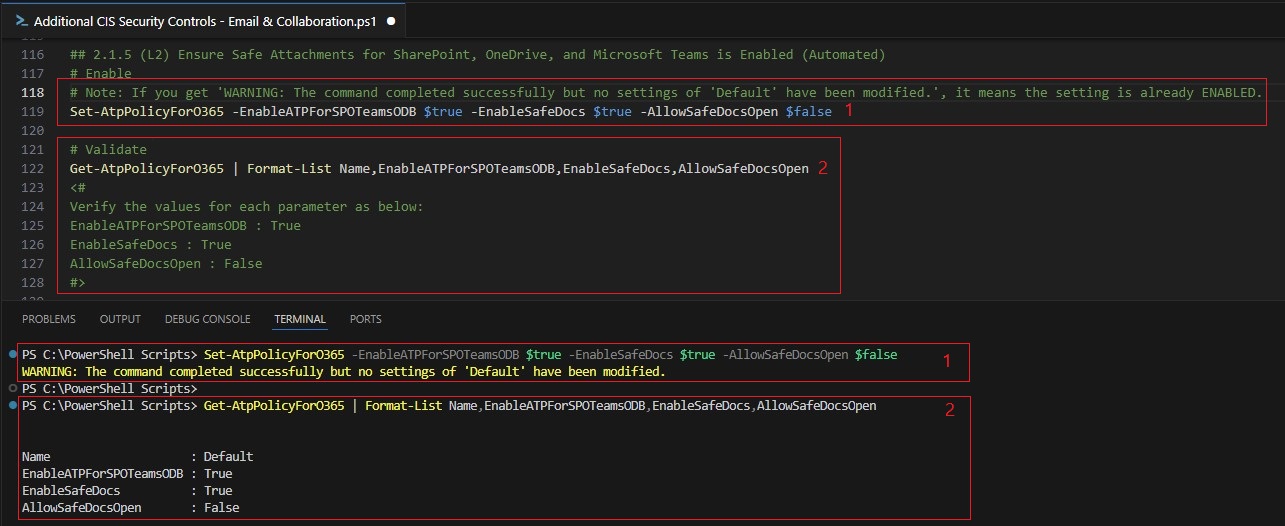 Additional CIS Security Controls - Email & Collaboration.ps1
116 ## 2.1.5 (L2) Ensure Safe Attachments for SharePoint, OneDrive, and Microsoft Teams is Enabled (Automated)
117 # Enable
118 # Note: If you get 'WARNING: The command completed successfully but no settings of 'Default' have been modified.', it means the setting is already ENABLED.
119 Set-AtpPolicyForO365 -EnableATPForSPOTeamsODB $true -EnableSafeDocs $true -AllowSafeDocsOpen $false 1
120
121 # Validate
122 Get-AtpPolicyForO365 | Format-List Name,EnableATPForSPOTeamsODB,EnableSafeDocs,AllowSafeDocsOpen 2
123 <#
124 Verify the values for each parameter as below:
125 EnableATPForSPOTeamsODB : True
126 EnableSafeDocs : True
127 AllowSafeDocsOpen : False
128 #>
PROBLEMS OUTPUT DEBUG CONSOLE TERMINAL PORTS
PS C:\PowerShell Scripts> Set-AtpPolicyForO365 -EnableATPForSPOTeamsODB $true -EnableSafeDocs $true -AllowSafeDocsOpen $false 1
WARNING: The command completed successfully but no settings of 'Default' have been modified.
PS C:\PowerShell Scripts>
PS C:\PowerShell Scripts> Get-AtpPolicyForO365 | Format-List Name,EnableATPForSPOTeamsODB,EnableSafeDocs,AllowSafeDocsOpen 2
Name : Default
EnableATPForSPOTeamsODB : True
EnableSafeDocs : True
AllowSafeDocsOpen : False